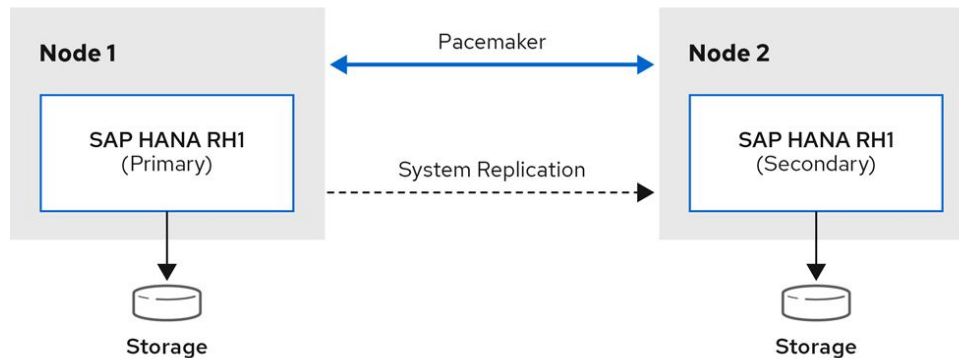 Pacemaker
Node 1
Node 2
SAP HANA RH1
(Primary)
System Replication
SAP HANA RH1
(Secondary)
Storage
Storage